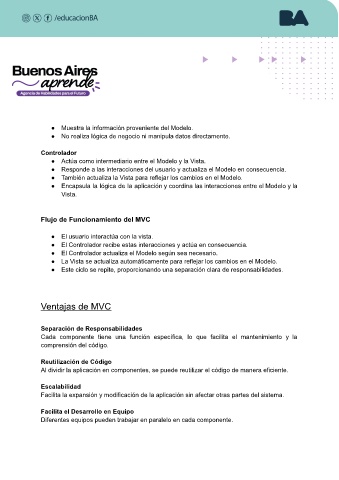 /educacionBA
BA
Buenos Aires
aprende
Agencia de Habilidades para el Futuro
● Muestra la información proveniente del Modelo.
● No realiza lógica de negocio ni manipula datos directamente.
Controlador
● Actúa como intermediario entre el Modelo y la Vista.
● Responde a las interacciones del usuario y actualiza el Modelo en consecuencia.
● También actualiza la Vista para reflejar los cambios en el Modelo.
● Encapsula la lógica de la aplicación y coordina las interacciones entre el Modelo y la
Vista.
Flujo de Funcionamiento del MVC
● El usuario interactúa con la vista.
● El Controlador recibe estas interacciones y actúa en consecuencia.
● El Controlador actualiza el Modelo según sea necesario.
● La Vista se actualiza automáticamente para reflejar los cambios en el Modelo.
● Este ciclo se repite, proporcionando una separación clara de responsabilidades.
Ventajas de MVC
Separación de Responsabilidades
Cada componente tiene una función específica, lo que facilita el mantenimiento y la
comprensión del código.
Reutilización de Código
Al dividir la aplicación en componentes, se puede reutilizar el código de manera eficiente.
Escalabilidad
Facilita la expansión y modificación de la aplicación sin afectar otras partes del sistema.
Facilita el Desarrollo en Equipo
Diferentes equipos pueden trabajar en paralelo en cada componente.